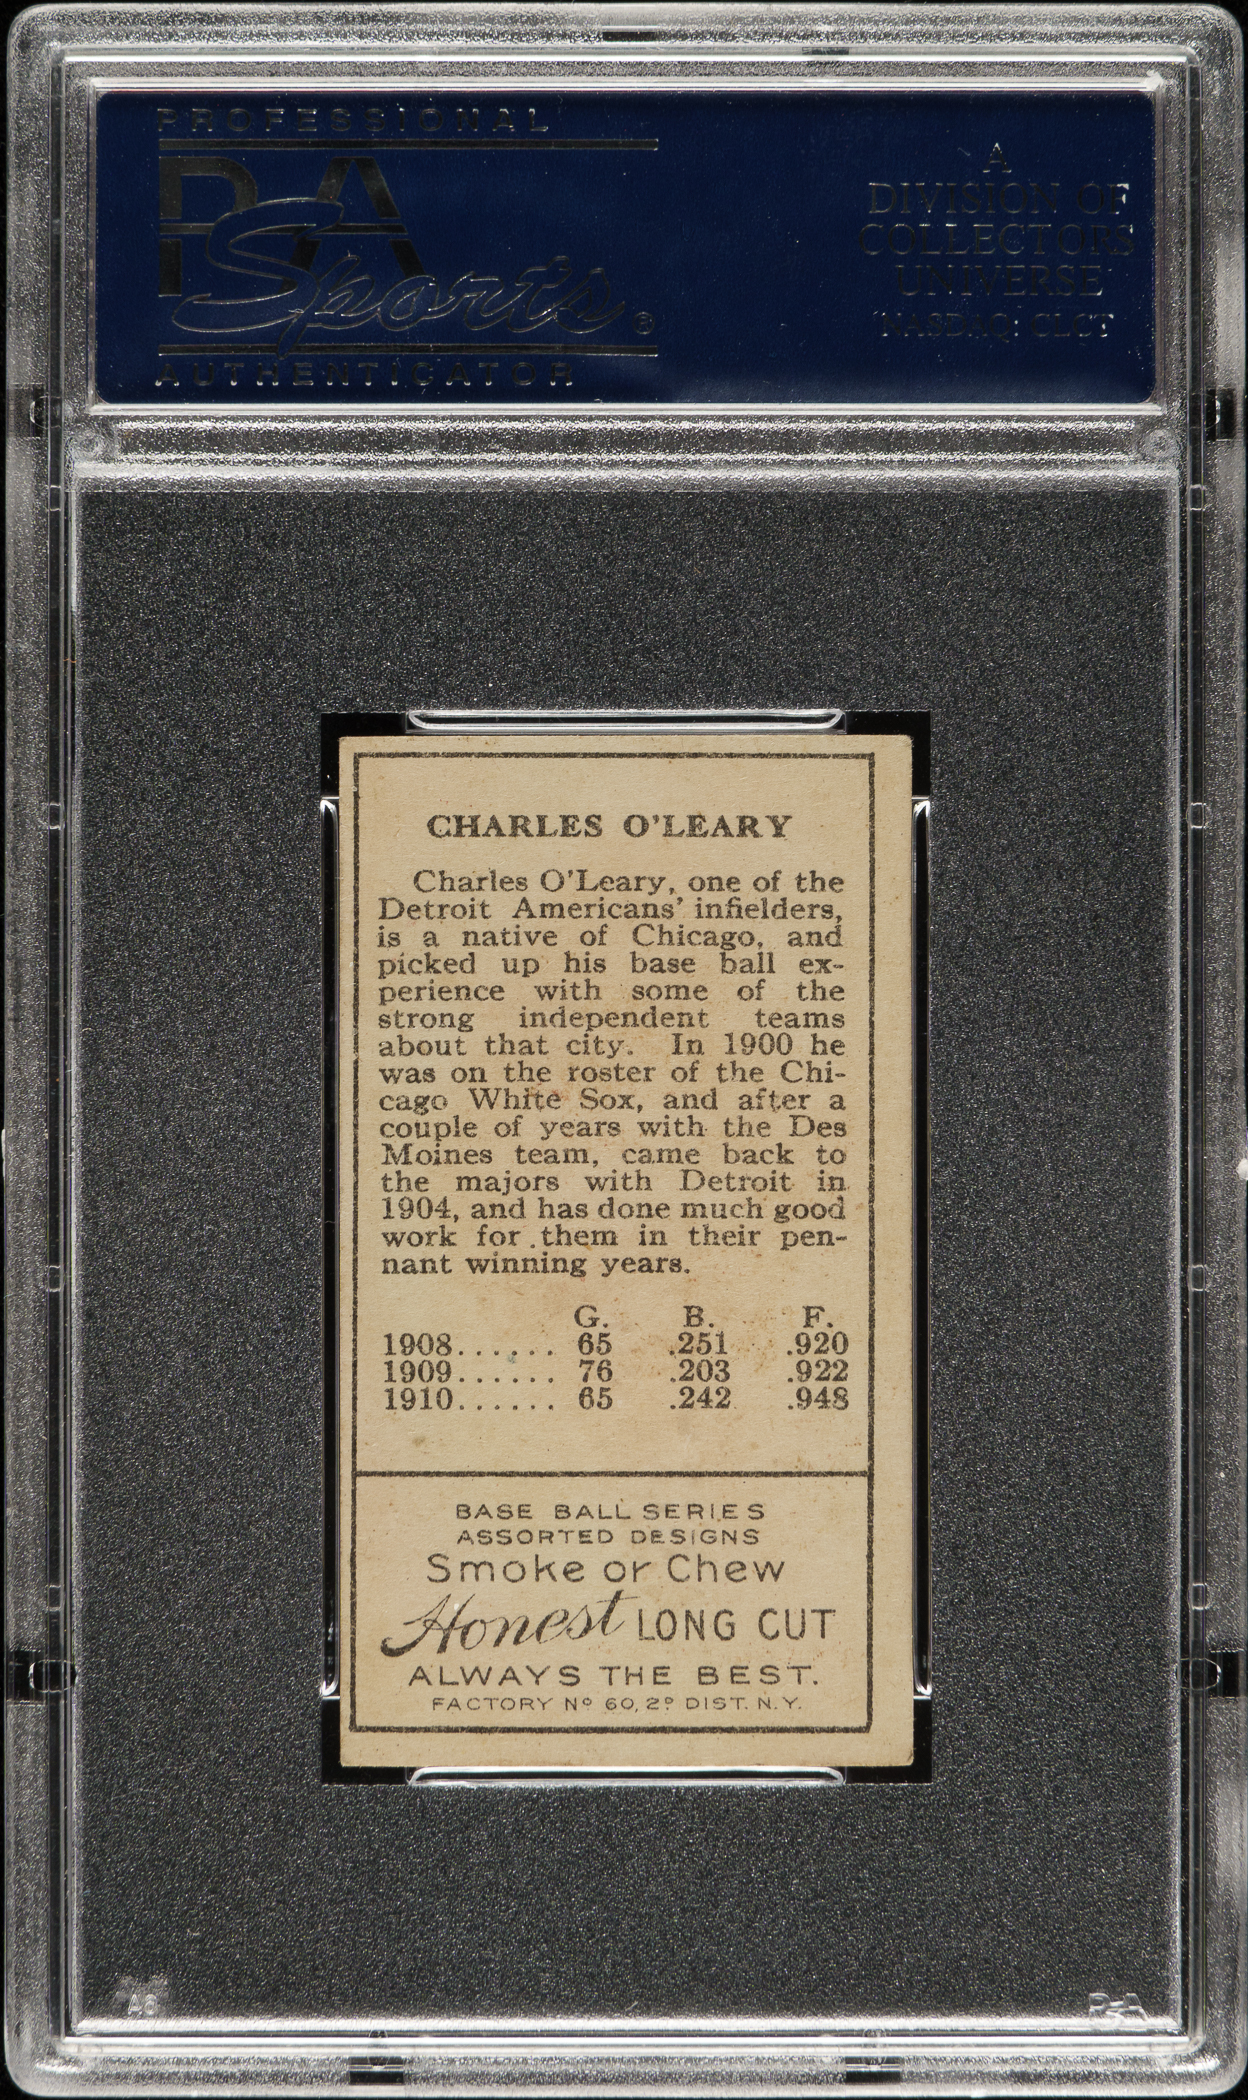 PROFESSIONAL
PSA
Sports®
AUTHENTICATOR
A
DIVISION OF
COLLECTORS
UNIVERSE
NASDAQ: CLCT
CHARLES O'LEARY
Charles O'Leary, one of the
Detroit Americans' infielders,
is a native of Chicago, and
picked up his base ball ex-
perience with some of the
strong independent teams
about that city. In 1900 he
was on the roster of the Chi-
cago White Sox, and after a
couple of years with the Des
Moines team, came back to
the majors with Detroit in
1904, and has done much good
work for them in their pen-
nant winning years.
G. B. F.
1908...... 65 .251 .920
1909...... 76 .203 .922
1910...... 65 .242 .948
BASE BALL SERIES
ASSORTED DESIGNS
Smoke or Chew
Honest LONG CUT
ALWAYS THE BEST.
FACTORY Nº 60, 2º DIST. N.Y.
A6
PSA